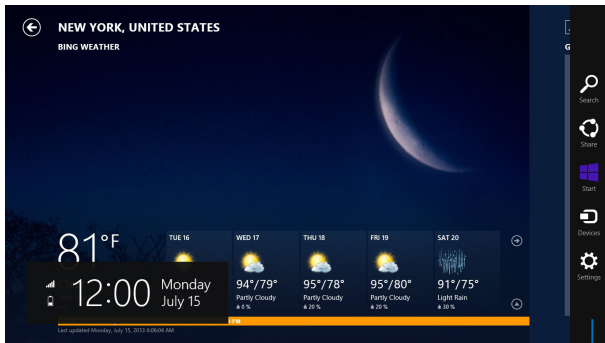 NEW YORK, UNITED STATES
BING WEATHER
G
Search
Share
Start
Devices
Settings
81°F
TUE 16
WED 17
94°/79°
Partly Cloudy
0 %
THU 18
95°/78°
Partly Cloudy
20 %
FRI 19
95°/80°
Partly Cloudy
20 %
SAT 20
91°/75°
Light Rain
30 %
12:00
Monday
July 15
PM
Last updated Monday, July 15, 2013 8:06:04 AM